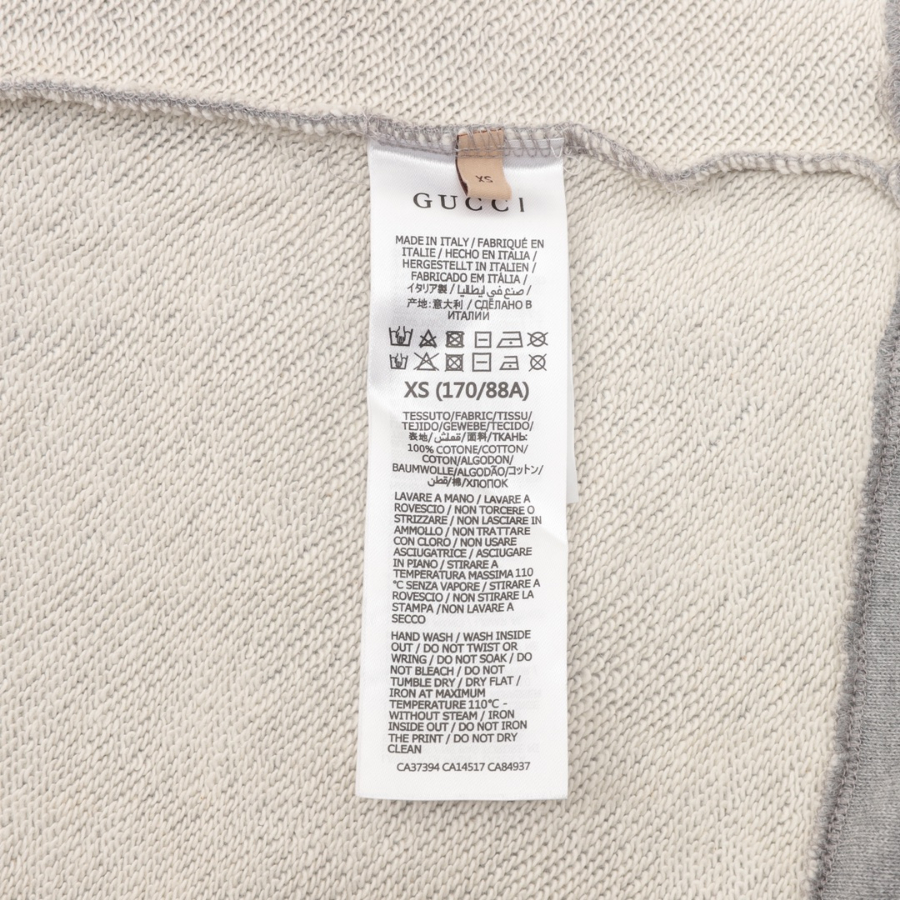 XS
GUCCI
MADE IN ITALY / FABRIQUÉ EN
ITALIE / HECHO EN ITALIA /
HERGESTELLT IN ITALIEN /
FABRICADO EM ITÁLIA /
イタリア製 / صنع في إيطاليا /
产地：意大利 / СДЕЛАНО В
ИТАЛИИ
XS (170/88A)
TESSUTO/FABRIC/TISSU/
TEJIDO/GEWEBE/TECIDO/
表地/قماش/面料/ТКАНЬ:
100% COTONE/COTTON/
COTON/ALGODON/
BAUMWOLLE/ALGODÃO/コットン/
قطن/棉/ХЛОПОК
LAVARE A MANO / LAVARE A
ROVESCIO / NON TORCERE O
STRIZZARE / NON LASCIARE IN
AMMOLLO / NON TRATTARE
CON CLORO / NON USARE
ASCIUGATRICE / ASCIUGARE
IN PIANO / STIRARE A
TEMPERATURA MASSIMA 110
°C SENZA VAPORE / STIRARE A
ROVESCIO / NON STIRARE LA
STAMPA /NON LAVARE A
SECCO
HAND WASH / WASH INSIDE
OUT / DO NOT TWIST OR
WRING / DO NOT SOAK / DO
NOT BLEACH / DO NOT
TUMBLE DRY / DRY FLAT /
IRON AT MAXIMUM
TEMPERATURE 110°C -
WITHOUT STEAM / IRON
INSIDE OUT / DO NOT IRON
THE PRINT / DO NOT DRY
CLEAN
CA37394 CA14517 CA84937